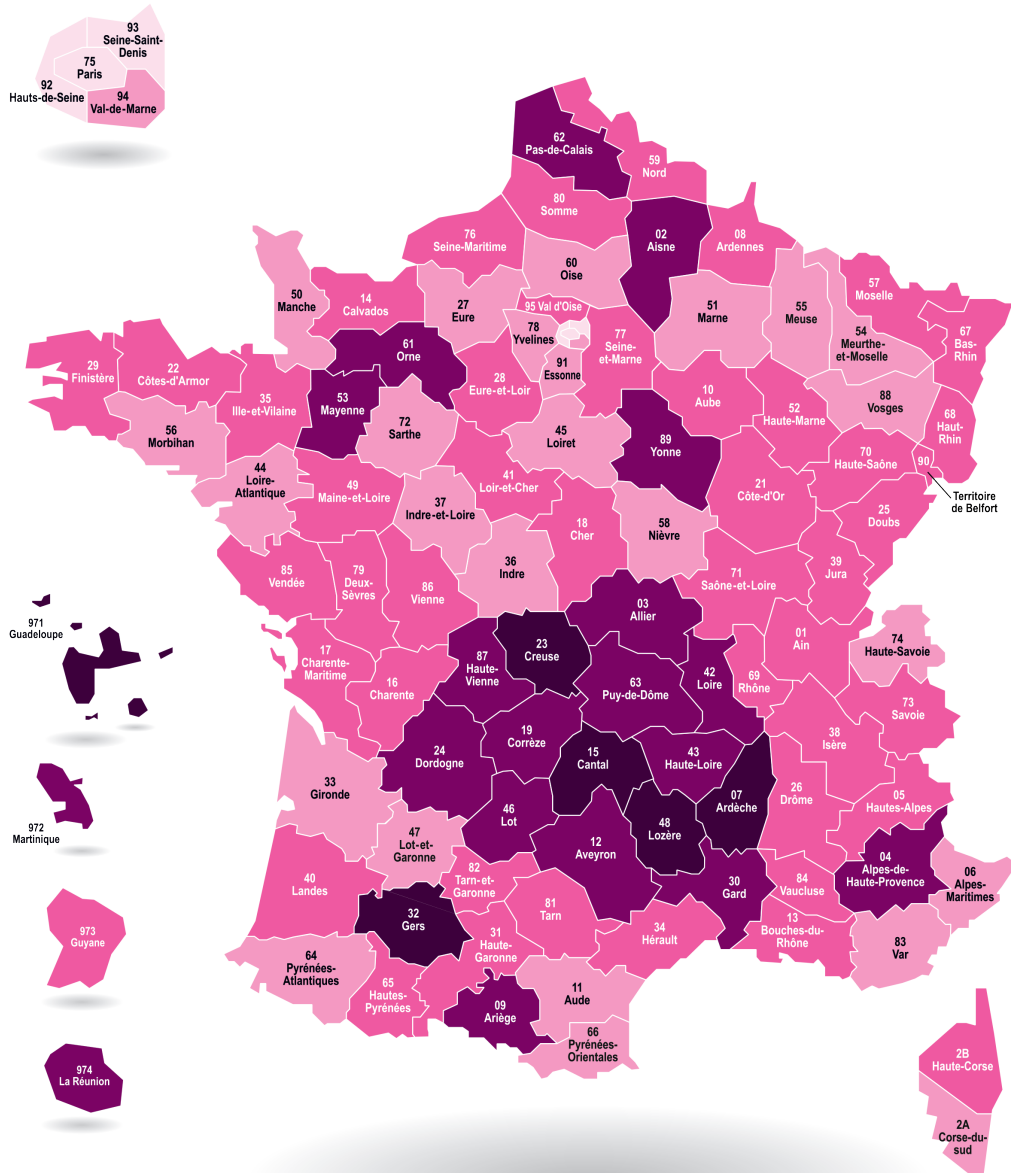 93
Seine-Saint-
Denis
75
Paris
92
Hauts-de-Seine
94
Val-de-Marne
62
Pas-de-Calais
59
Nord
80
Somme
02
Aisne
08
Ardennes
76
Seine-Maritime
60
Oise
50
Manche
14
Calvados
27
Eure
95 Val d'Oise
78
Yvelines
91
Essonne
77
Seine-
et-Marne
51
Marne
55
Meuse
57
Moselle
54
Meurthe-
et-Moselle
67
Bas-
Rhin
61
Orne
29
Finistère
22
Côtes-d'Armor
35
Ille-et-Vilaine
53
Mayenne
28
Eure-et-Loir
10
Aube
52
Haute-Marne
88
Vosges
68
Haut-
Rhin
56
Morbihan
72
Sarthe
45
Loiret
89
Yonne
44
Loire-
Atlantique
49
Maine-et-Loire
41
Loir-et-Cher
37
Indre-et-Loire
21
Côte-d'Or
70
Haute-Saône
90
Territoire
de Belfort
25
Doubs
18
Cher
58
Nièvre
39
Jura
85
Vendée
79
Deux-
Sèvres
86
Vienne
36
Indre
71
Saône-et-Loire
03
Allier
971
Guadeloupe
17
Charente-
Maritime
16
Charente
87
Haute-
Vienne
23
Creuse
63
Puy-de-Dôme
42
Loire
69
Rhône
01
Ain
74
Haute-Savoie
73
Savoie
38
Isère
24
Dordogne
19
Corrèze
15
Cantal
43
Haute-Loire
07
Ardèche
26
Drôme
05
Hautes-Alpes
972
Martinique
33
Gironde
46
Lot
47
Lot-et-
Garonne
12
Aveyron
48
Lozère
40
Landes
82
Tarn-et-
Garonne
30
Gard
84
Vaucluse
04
Alpes-de-
Haute-Provence
06
Alpes-
Maritimes
973
Guyane
32
Gers
31
Haute-
Garonne
81
Tarn
34
Hérault
13
Bouches-du-
Rhône
83
Var
64
Pyrénées-
Atlantiques
65
Hautes-
Pyrénées
09
Ariège
11
Aude
66
Pyrénées-
Orientales
974
La Réunion
2B
Haute-Corse
2A
Corse-du-
sud